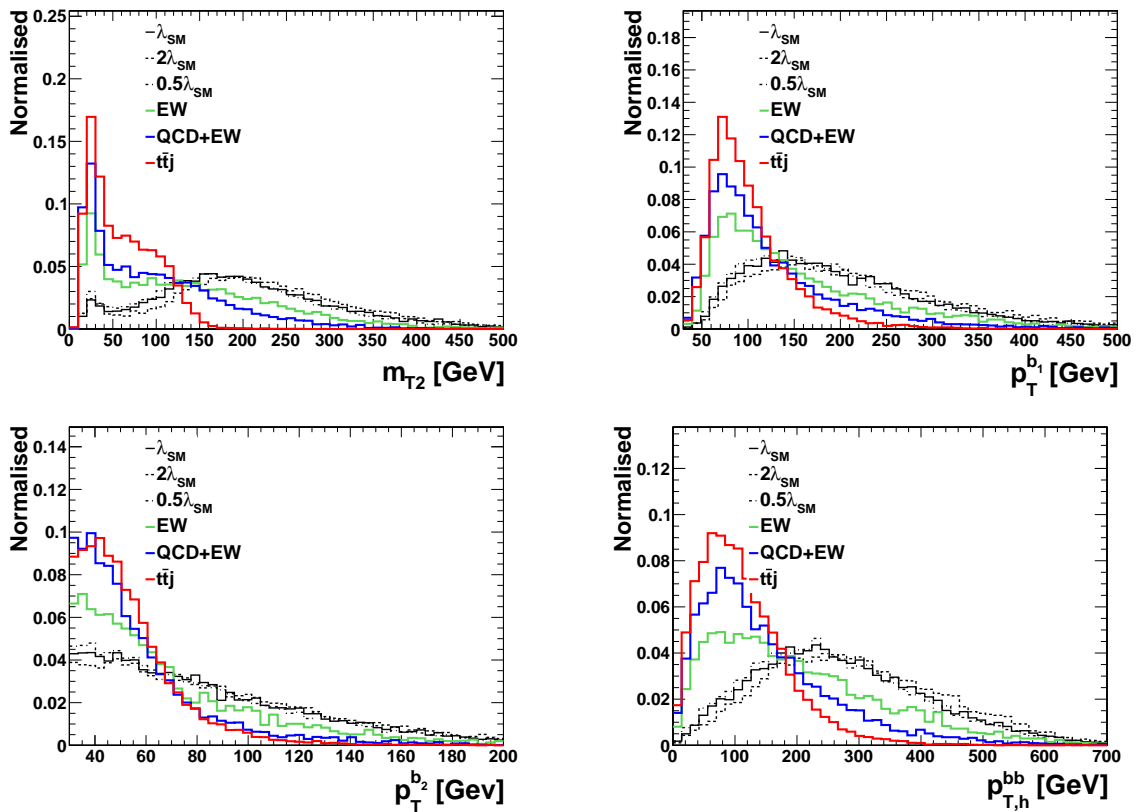 Normalised
0.25
0.2
0.15
0.1
0.05
0
λSM
2λSM
0.5λSM
EW
QCD+EW
tt̄j
0 50 100 150 200 250 300 350 400 450 500
mT2 [GeV]
Normalised
0.18
0.16
0.14
0.12
0.1
0.08
0.06
0.04
0.02
0
λSM
2λSM
0.5λSM
EW
QCD+EW
tt̄j
50 100 150 200 250 300 350 400 450 500
pT b1 [Gev]
Normalised
0.14
0.12
0.1
0.08
0.06
0.04
0.02
0
λSM
2λSM
0.5λSM
EW
QCD+EW
tt̄j
40 60 80 100 120 140 160 180 200
pT b2 [Gev]
Normalised
0.12
0.1
0.08
0.06
0.04
0.02
0
λSM
2λSM
0.5λSM
EW
QCD+EW
tt̄j
0 100 200 300 400 500 600 700
pT,h bb [GeV]